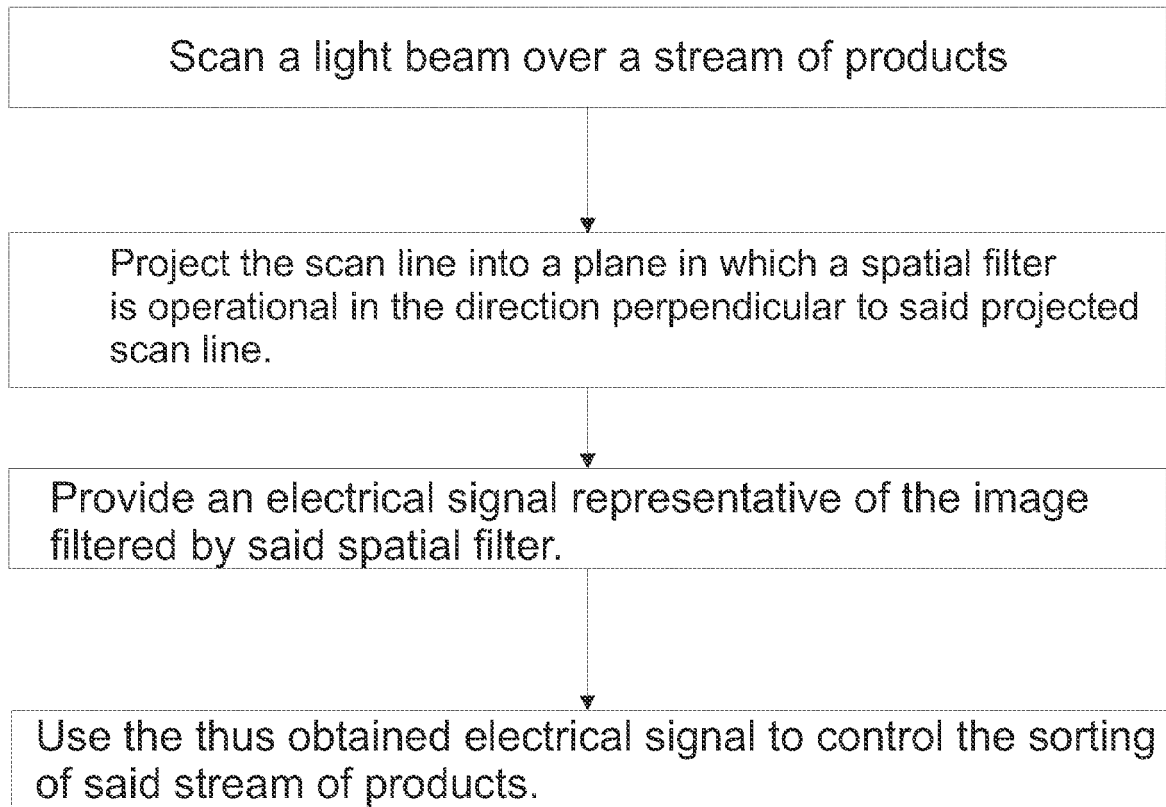 Scan a light beam over a stream of products
Project the scan line into a plane in which a spatial filter
is operational in the direction perpendicular to said projected
scan line.
Provide an electrical signal representative of the image
filtered by said spatial filter.
Use the thus obtained electrical signal to control the sorting
of said stream of products.